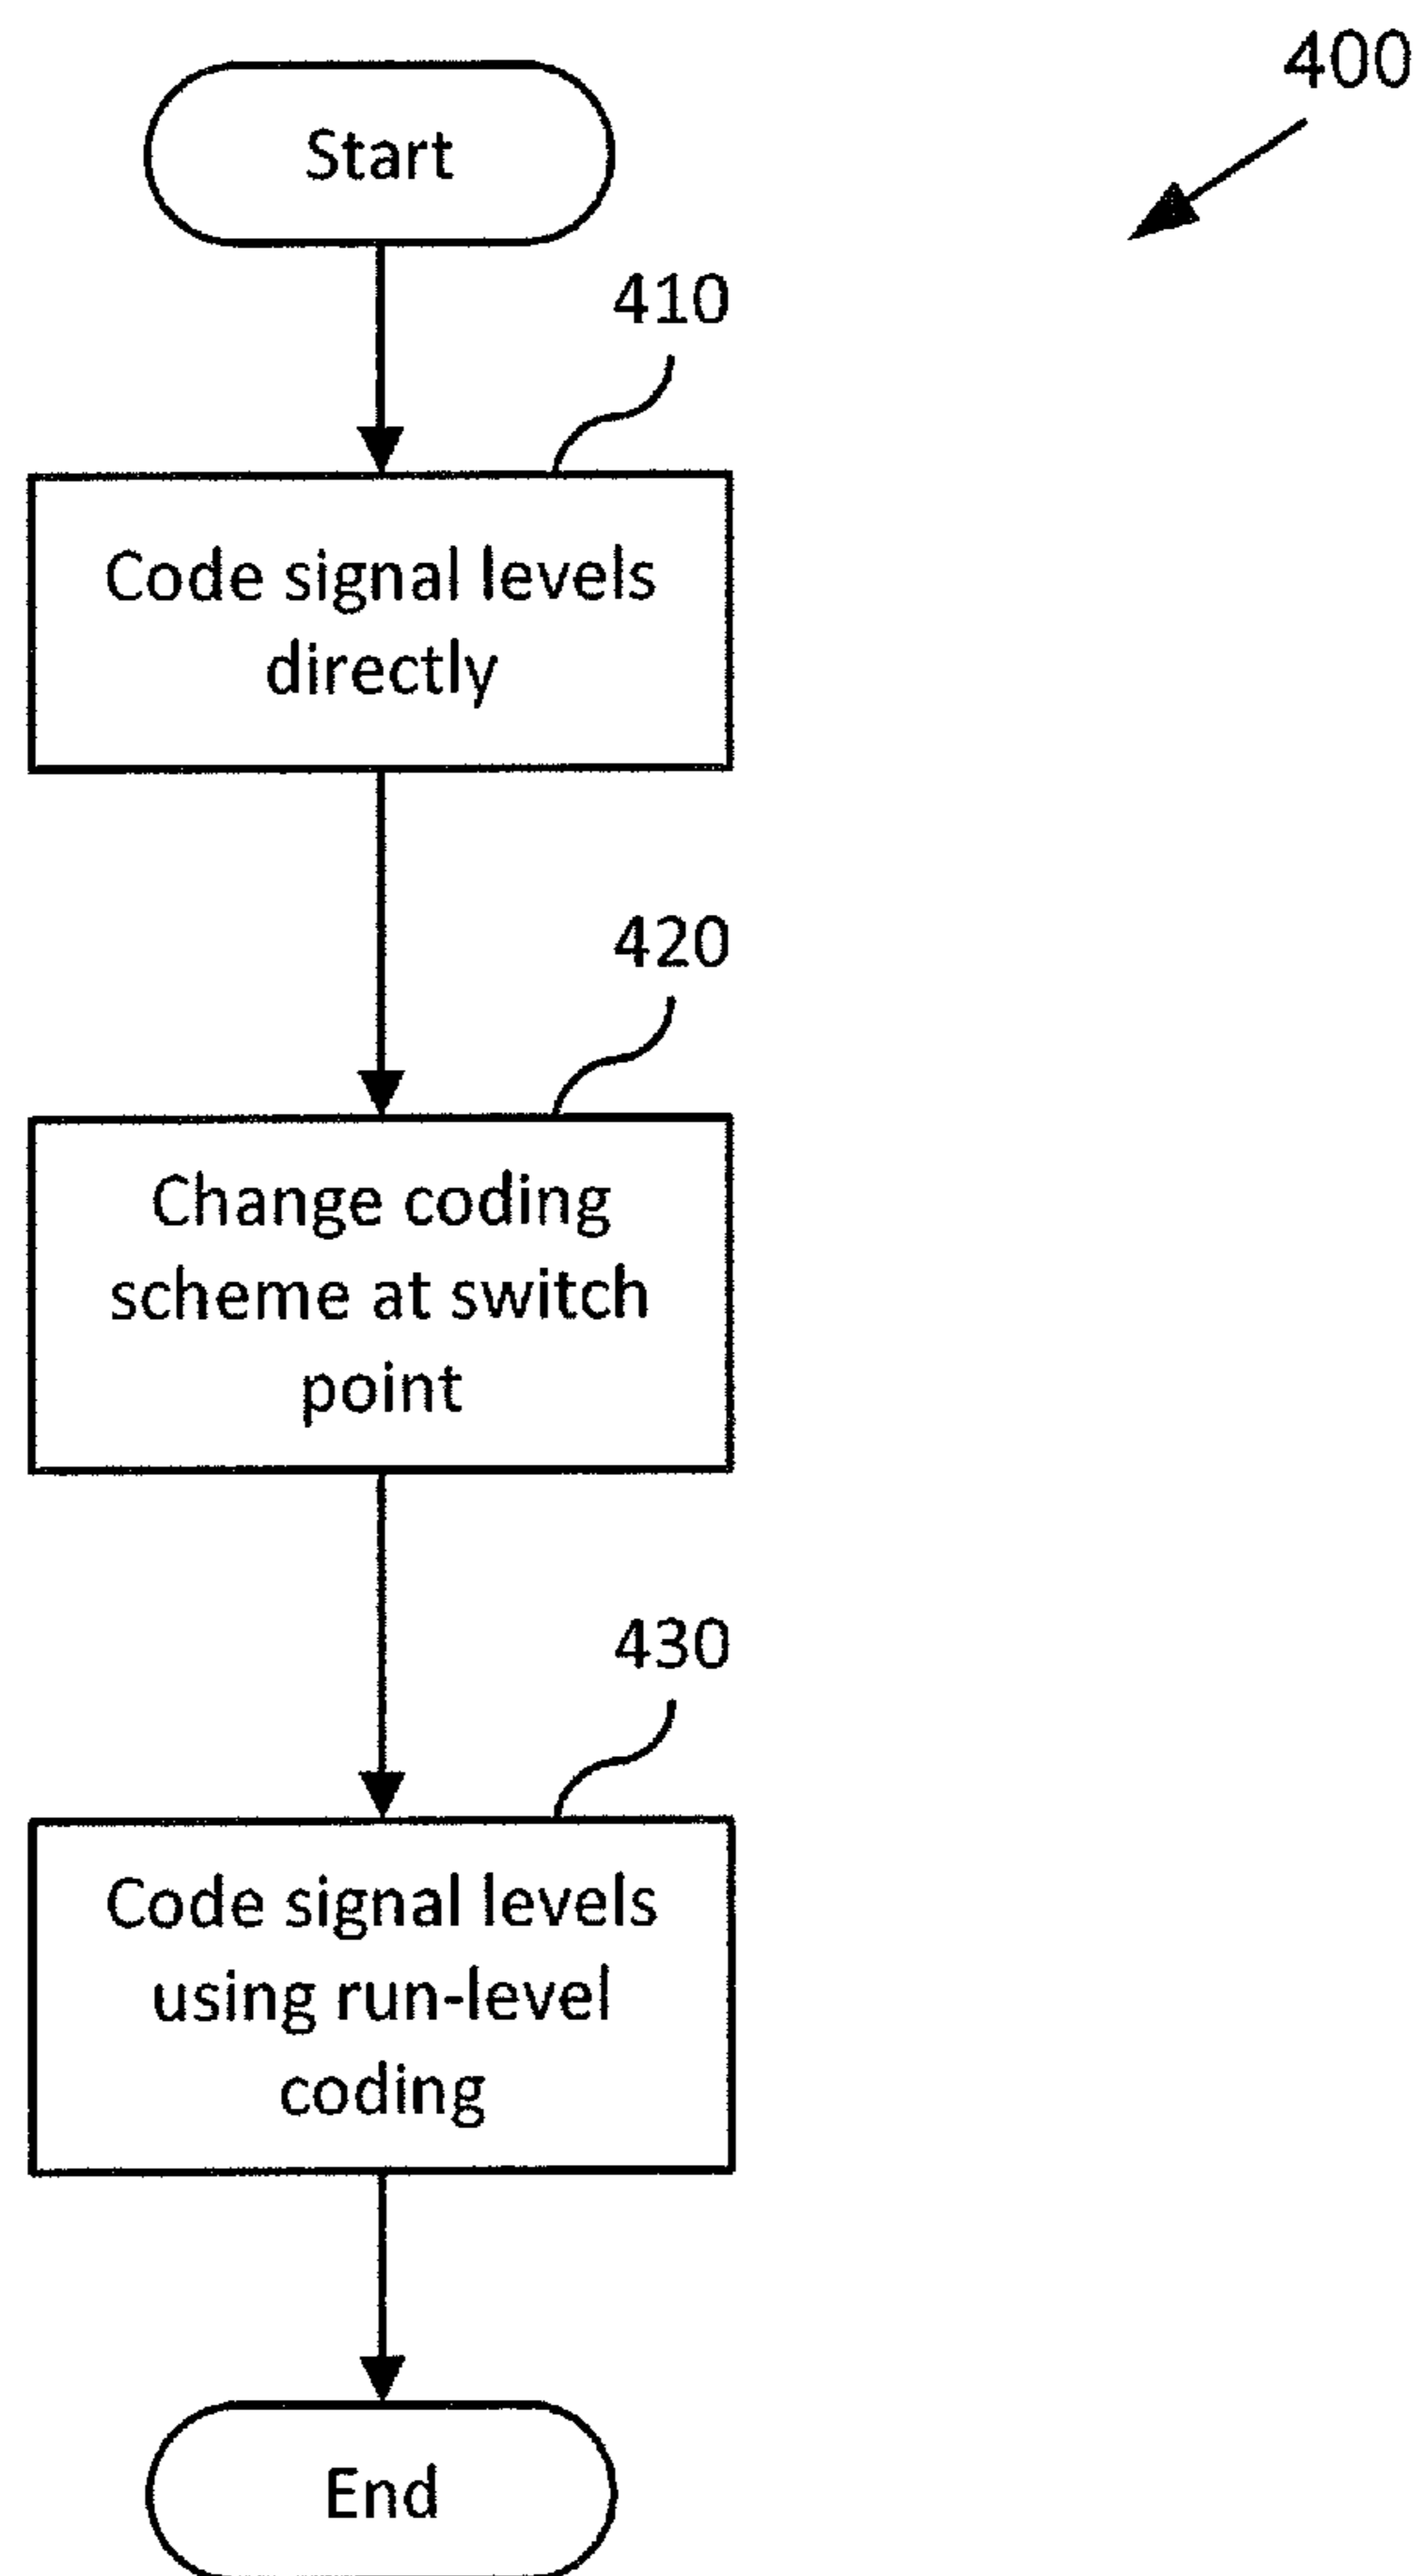 400
Start
410
Code signal levels
directly
420
Change coding
scheme at switch
point
430
Code signal levels
using run-level
coding
End